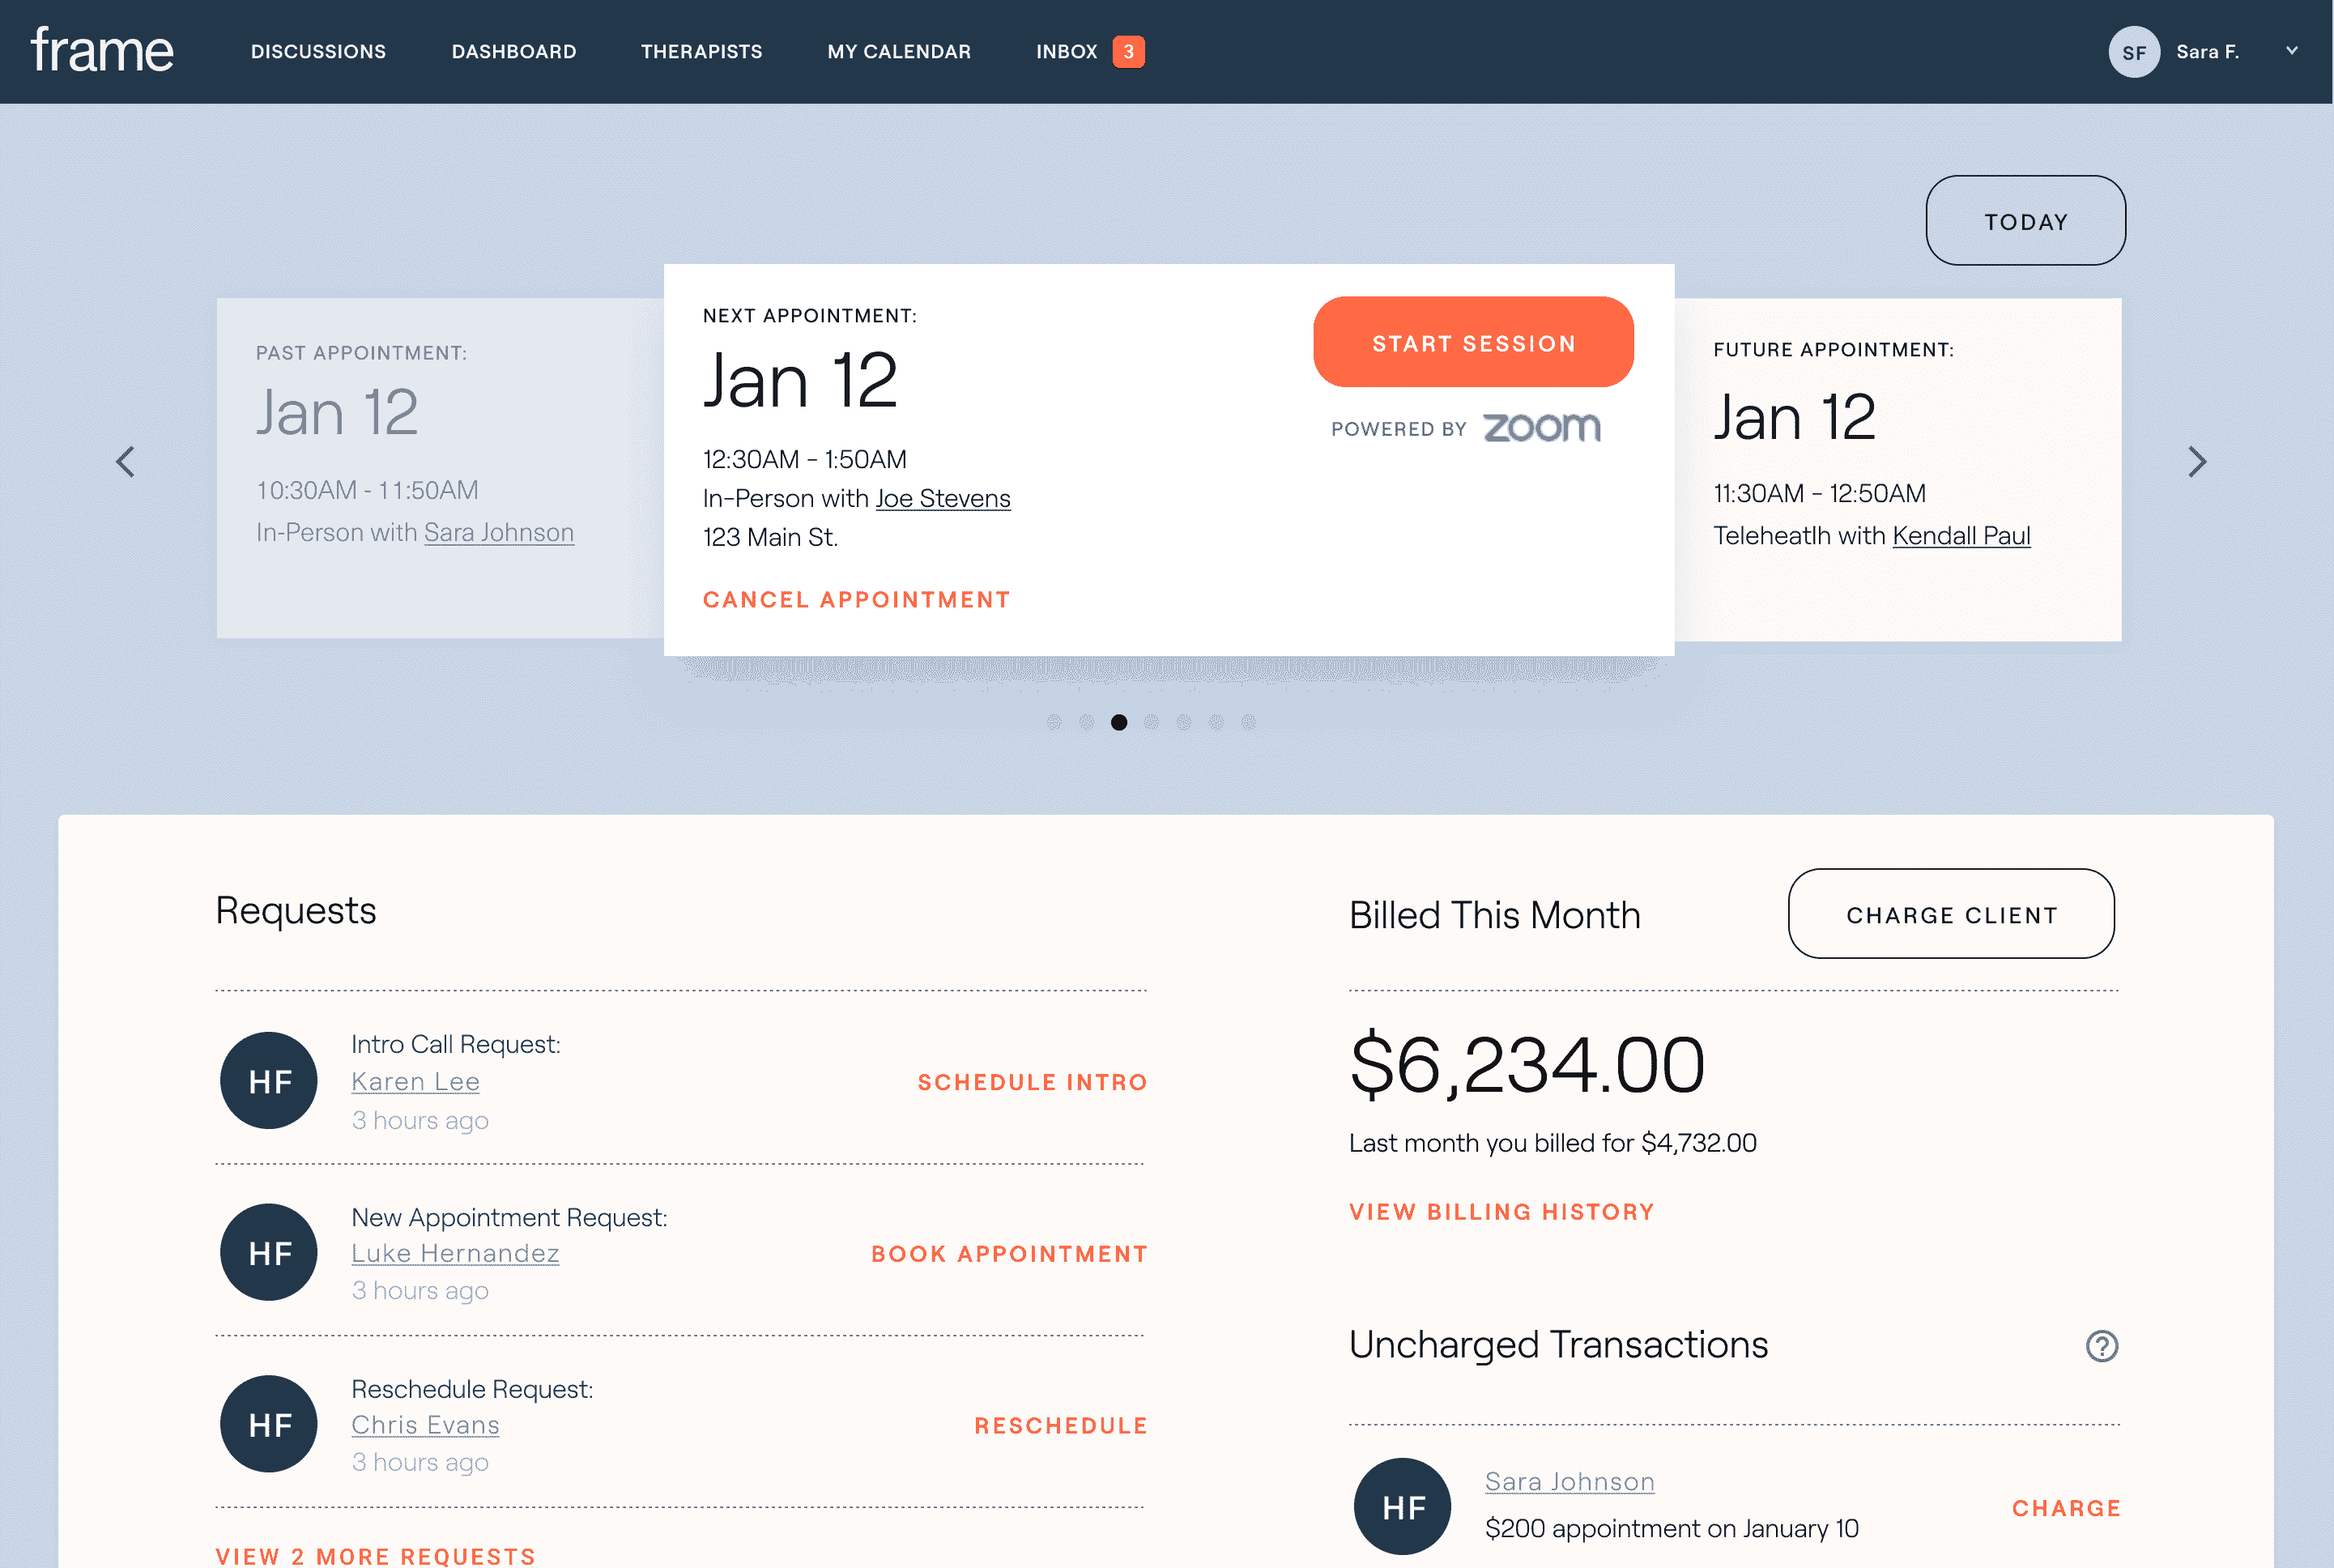 frame
DISCUSSIONS
DASHBOARD
THERAPISTS
MY CALENDAR
INBOX 3
SF Sara F.
TODAY
PAST APPOINTMENT:
Jan 12
10:30AM - 11:50AM
In-Person with Sara Johnson
NEXT APPOINTMENT:
Jan 12
12:30AM – 1:50AM
In-Person with Joe Stevens
123 Main St.
CANCEL APPOINTMENT
START SESSION
POWERED BY zoom
FUTURE APPOINTMENT:
Jan 12
11:30AM – 12:50AM
Teleheatlh with Kendall Paul
Requests
HF
Intro Call Request:
Karen Lee
3 hours ago
SCHEDULE INTRO
HF
New Appointment Request:
Luke Hernandez
3 hours ago
BOOK APPOINTMENT
HF
Reschedule Request:
Chris Evans
3 hours ago
RESCHEDULE
VIEW 2 MORE REQUESTS
Billed This Month
CHARGE CLIENT
$6,234.00
Last month you billed for $4,732.00
VIEW BILLING HISTORY
Uncharged Transactions
?
HF
Sara Johnson
$200 appointment on January 10
CHARGE